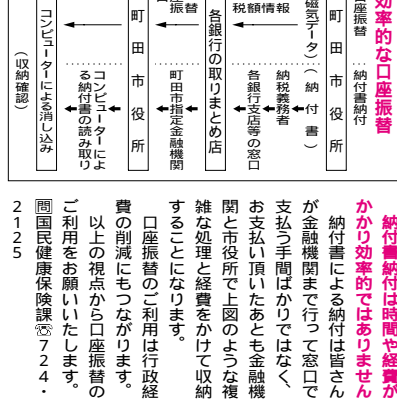 効率的な口座振替
座振替
納付書納付
町田市役所
磁気データ)
(納付書)
税額情報
納税義務者
各銀行支店等の窓口
各銀行の取りまとめ店
振替
町田市指定金融機関
町田市役所
コンピューターによ
る納付書の読み取り
コンピューターによる消し込み
(収納確認)
納付書納付は時間や経費が
かかり効率的ではありません
納付書による納付は皆さん
が金融機関まで行って窓口で
支払う手間ばかりではなく、
お支払い頂いたあとも金融機
関と市役所で上図のような複
雑な処理と経費をかけて収納
することになります。
口座振替のご利用は行政経
費の削減にもつながります。
以上の視点から口座振替の
ご利用をお願いいたします。
問国民健康保険課☏724・
2125